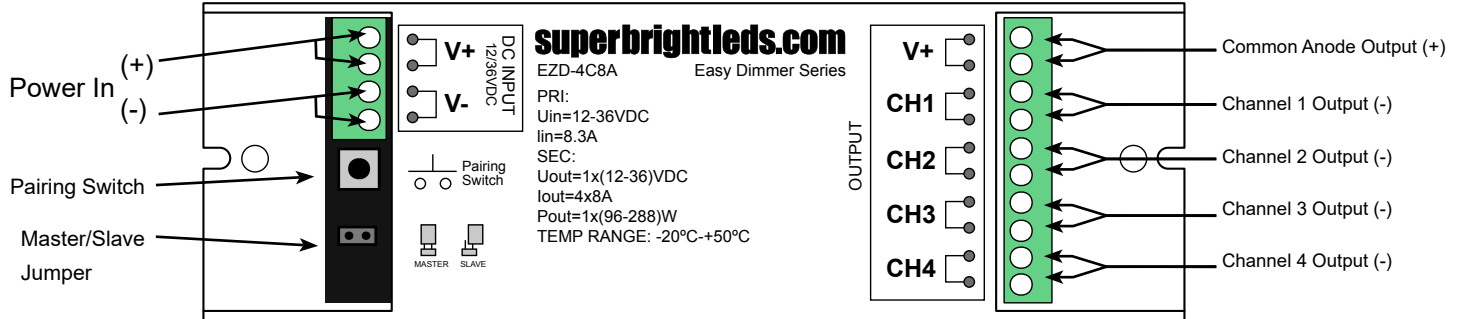 Power In
(+)
(-)
Pairing Switch
Master/Slave
Jumper
V+
V-
DC INPUT
12/36VDC
Pairing
Switch
MASTER
SLAVE
superbrightleds.com
EZD-4C8A
Easy Dimmer Series
PRI:
Uin=12-36VDC
Iin=8.3A
SEC:
Uout=1x(12-36)VDC
Iout=4x8A
Pout=1x(96-288)W
TEMP RANGE: -20ºC-+50ºC
OUTPUT
V+
CH1
CH2
CH3
CH4
Common Anode Output (+)
Channel 1 Output (-)
Channel 2 Output (-)
Channel 3 Output (-)
Channel 4 Output (-)